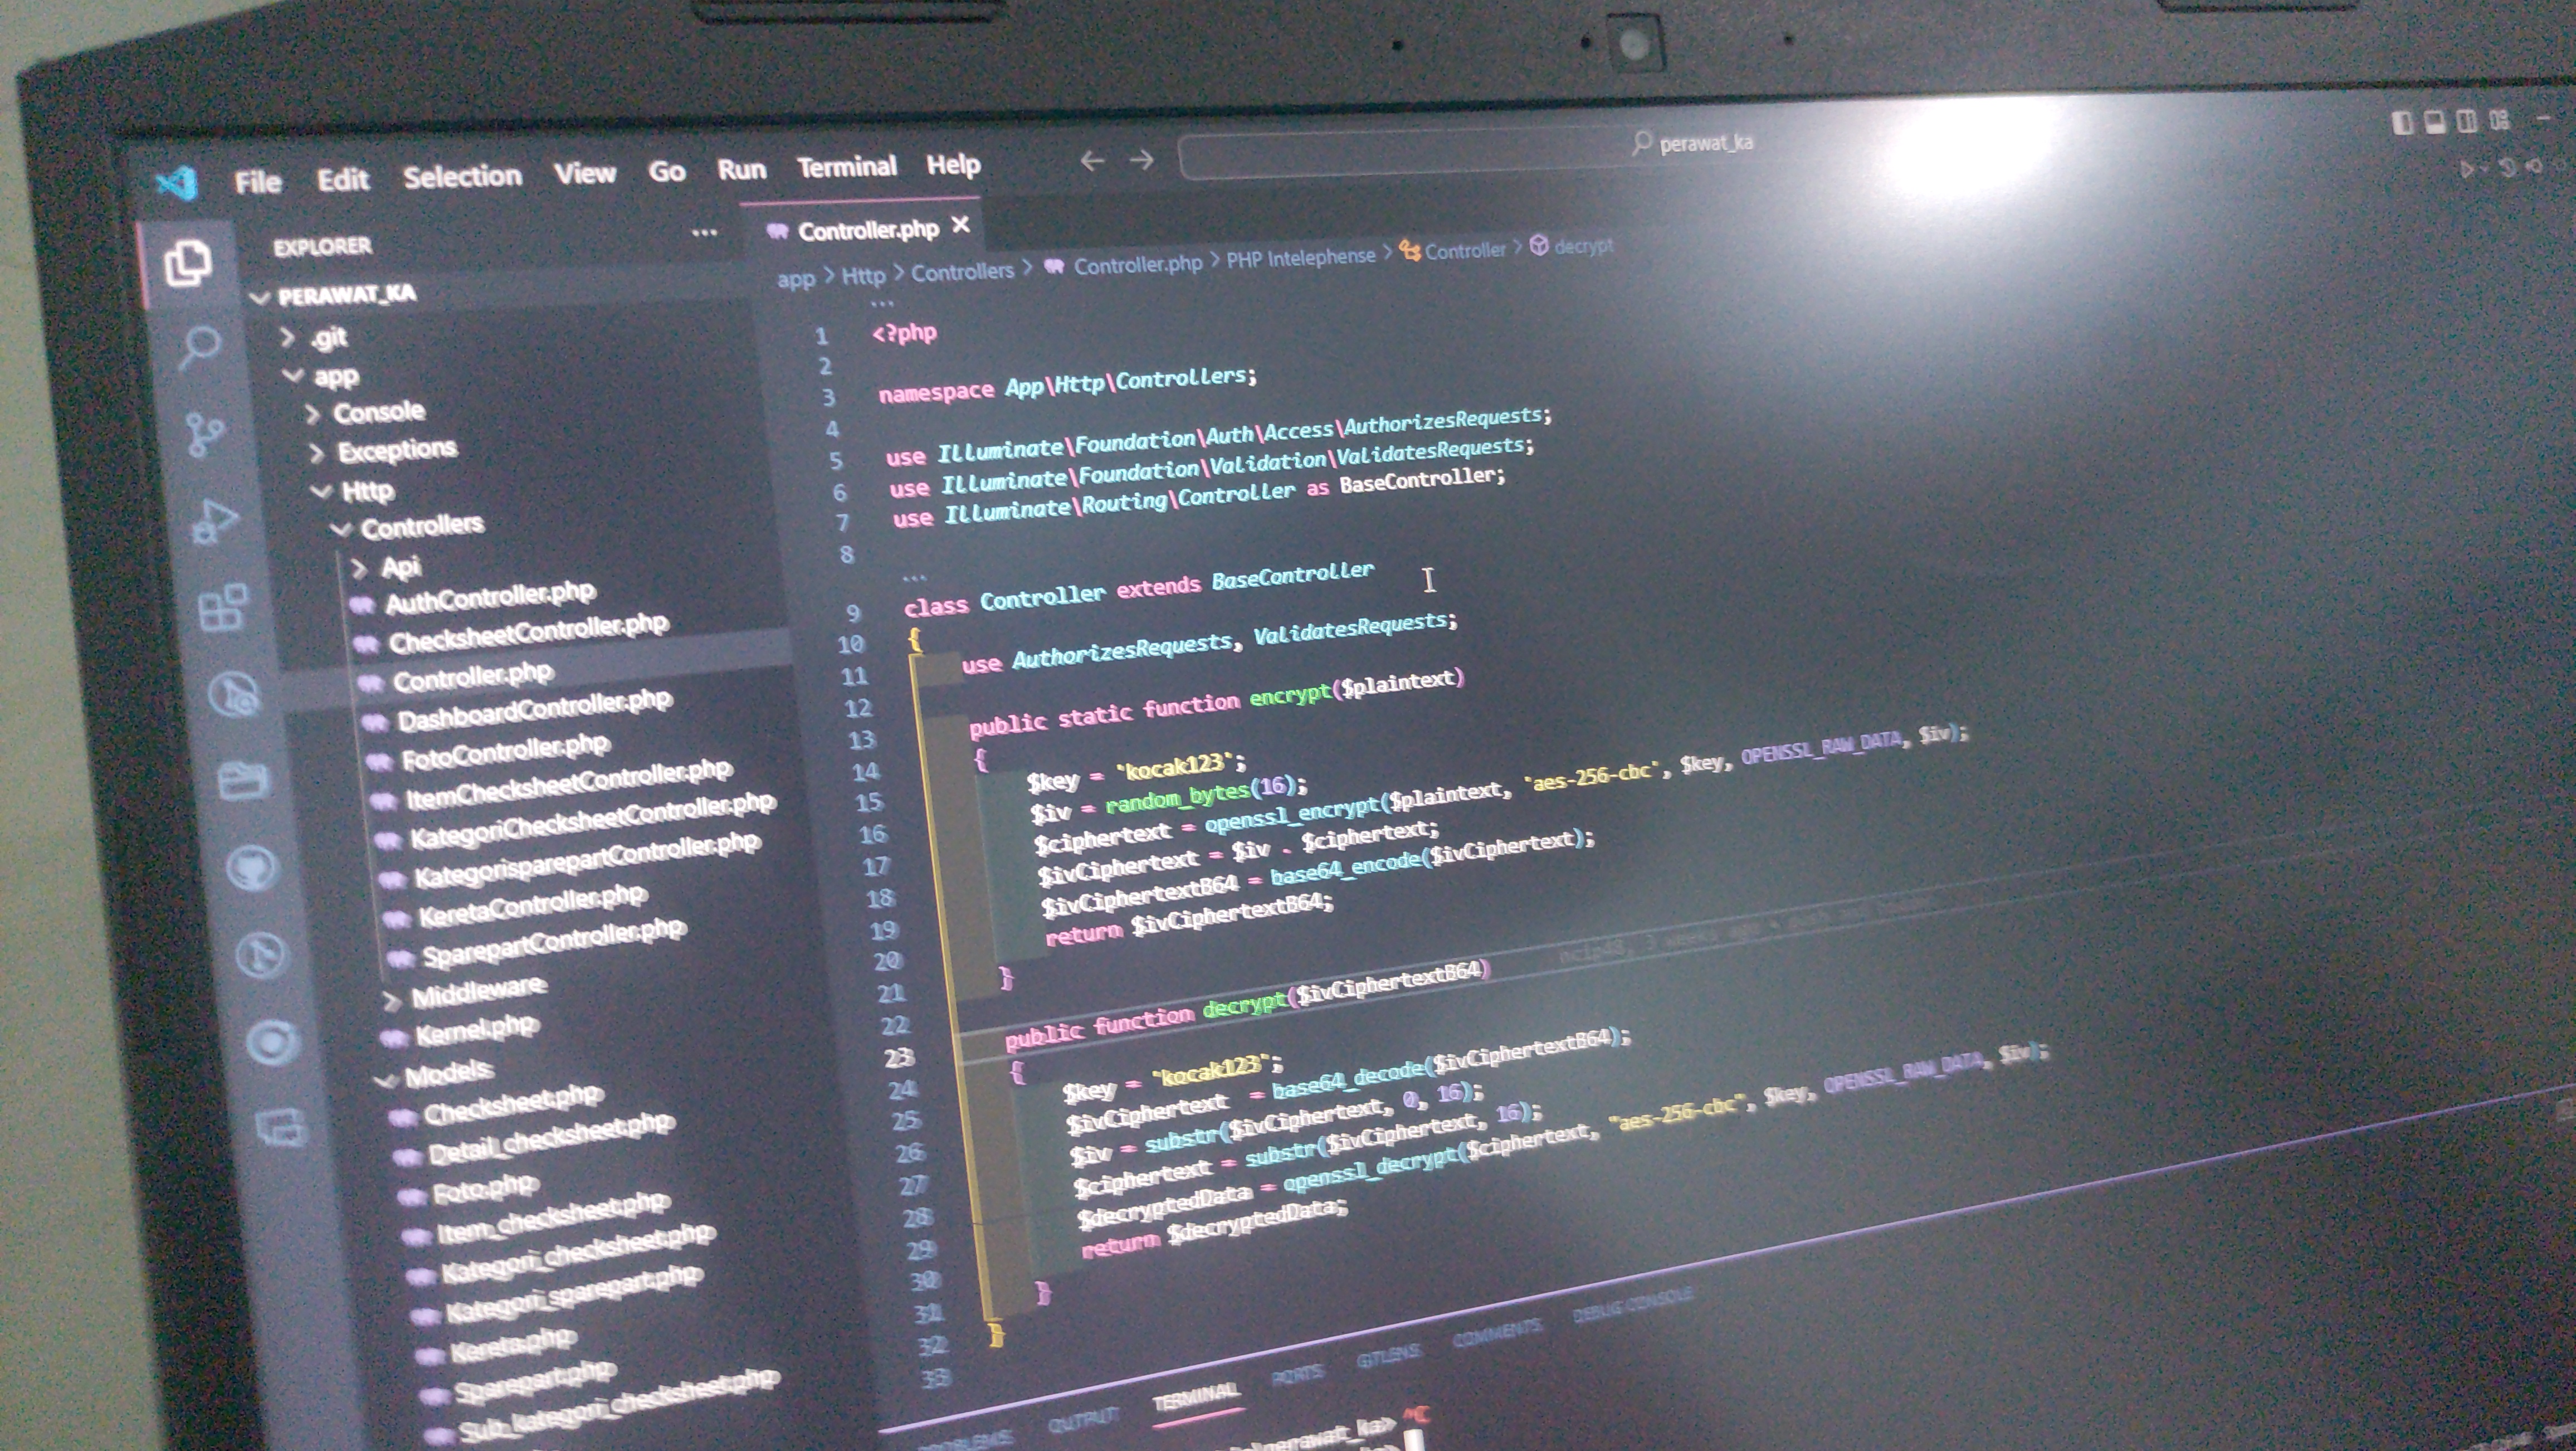 File Edit Selection View Go Run Terminal Help
perawat_ka
EXPLORER
...
PERAWAT_KA
.git
app
Console
Exceptions
Http
Controllers
Api
AuthController.php
ChecksheetController.php
Controller.php
DashboardController.php
FotoController.php
ItemChecksheetController.php
KategoriChecksheetController.php
KategorisparepartController.php
KeretaController.php
SparepartController.php
Middleware
Kernel.php
Models
Checksheet.php
Detail_checksheet.php
Foto.php
Item_checksheet.php
Kategori_checksheet.php
Kategori_sparepart.php
Kereta.php
Sparepart.php
Sub_kategori_checksheet.php
Controller.php X
app > Http > Controllers > Controller.php > PHP Intelephense > Controller > decrypt
...
1 <?php
2
3 namespace App\Http\Controllers;
4
5 use Illuminate\Foundation\Auth\Access\AuthorizesRequests;
6 use Illuminate\Foundation\Validation\ValidatesRequests;
7 use Illuminate\Routing\Controller as BaseController;
8
...
9 class Controller extends BaseController
10 {
11 use AuthorizesRequests, ValidatesRequests;
12
13 public static function encrypt($plaintext)
14 {
15 $key = 'kocak123';
16 $iv = random_bytes(16);
17 $ciphertext = openssl_encrypt($plaintext, "aes-256-cbc", $key, OPENSSL_RAW_DATA, $iv);
18 $ivCiphertext = $iv . $ciphertext;
19 $ivCiphertextB64 = base64_encode($ivCiphertext);
20 return $ivCiphertextB64;
21 }
22
23 public function decrypt($ivCiphertextB64)
24 {
25 $key = 'kocak123';
26 $ivCiphertext = base64_decode($ivCiphertextB64);
27 $iv = substr($ivCiphertext, 0, 16);
28 $ciphertext = substr($ivCiphertext, 16);
29 $decryptedData = openssl_decrypt($ciphertext, "aes-256-cbc", $key, OPENSSL_RAW_DATA, $iv);
30 return $decryptedData;
31 }
32 }
33
PROBLEMS OUTPUT TERMINAL PORTS GITLENS COMMENTS DEBUG CONSOLE
^C